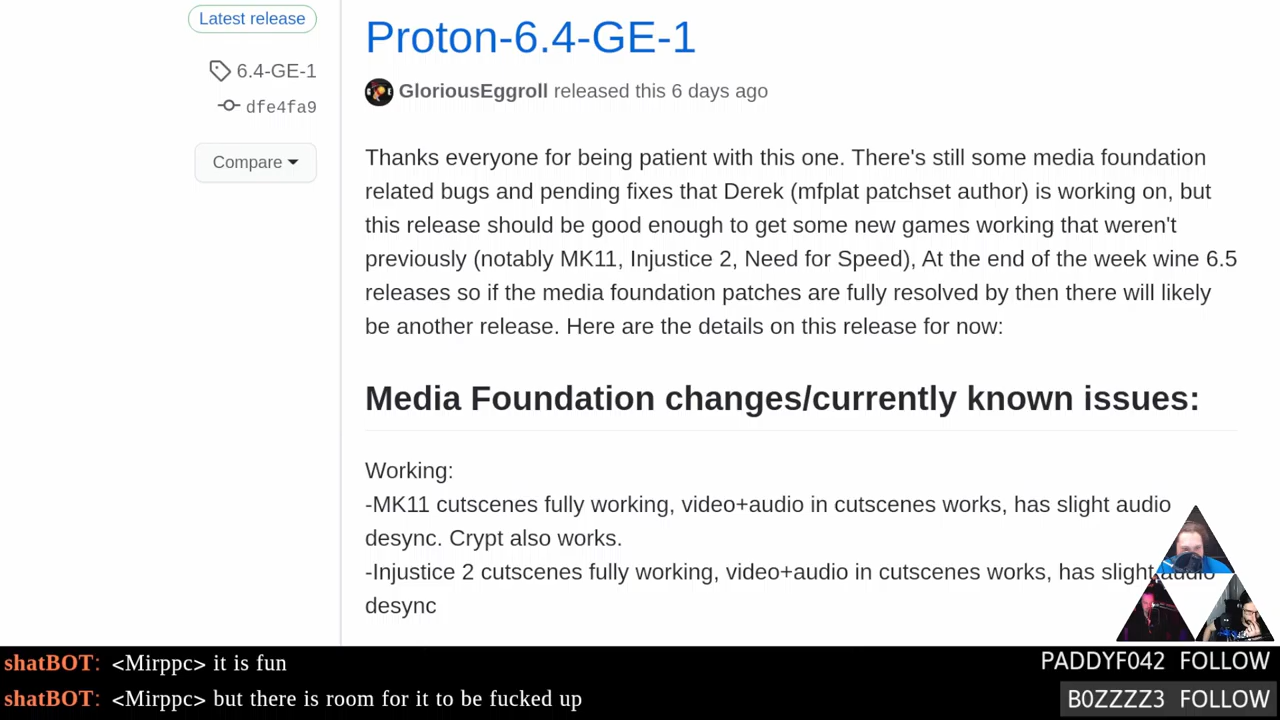 Latest release
6.4-GE-1
dfe4fa9
Compare
Proton-6.4-GE-1
GloriousEggroll released this 6 days ago
Thanks everyone for being patient with this one. There's still some media foundation
related bugs and pending fixes that Derek (mfplat patchset author) is working on, but
this release should be good enough to get some new games working that weren't
previously (notably MK11, Injustice 2, Need for Speed), At the end of the week wine 6.5
releases so if the media foundation patches are fully resolved by then there will likely
be another release. Here are the details on this release for now:
Media Foundation changes/currently known issues:
Working:
-MK11 cutscenes fully working, video+audio in cutscenes works, has slight audio
desync. Crypt also works.
-Injustice 2 cutscenes fully working, video+audio in cutscenes works, has slight audio
desync
shatBOT: <Mirppc> it is fun
shatBOT: <Mirppc> but there is room for it to be fucked up
PADDYF042 FOLLOW
B0ZZZZ3 FOLLOW